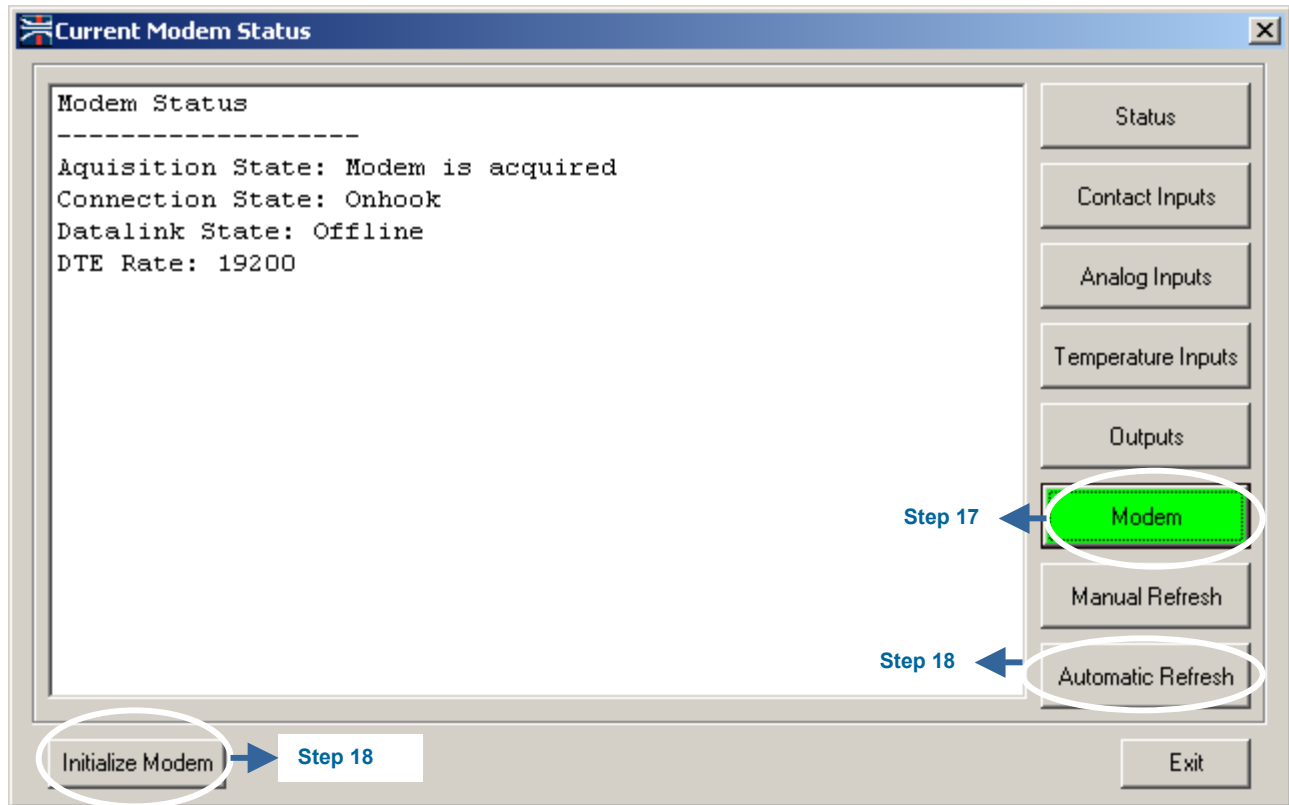 Current Modem Status
Modem Status
-------------------
Aquisition State: Modem is acquired
Connection State: Onhook
Datalink State: Offline
DTE Rate: 19200
Status
Contact Inputs
Analog Inputs
Temperature Inputs
Outputs
Step 17
Modem
Manual Refresh
Step 18
Automatic Refresh
Initialize Modem
Step 18
Exit